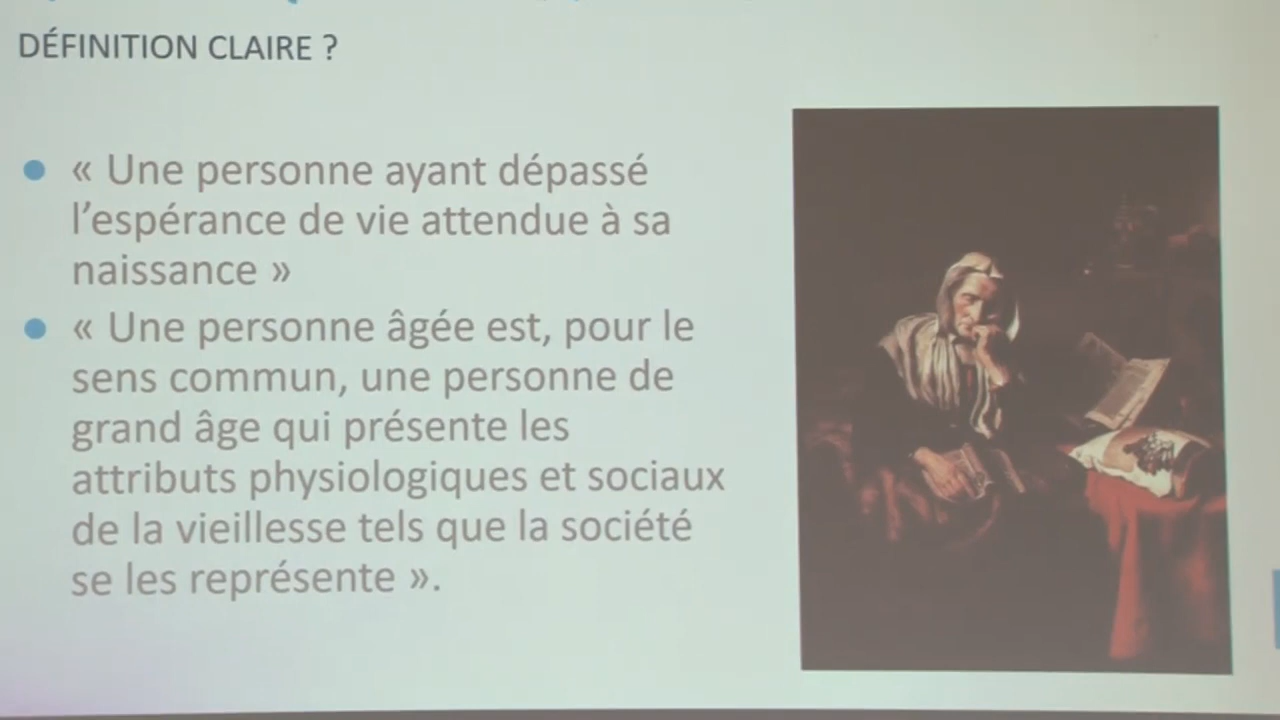 DÉFINITION CLAIRE ?
« Une personne ayant dépassé
l’espérance de vie attendue à sa
naissance »
« Une personne âgée est, pour le
sens commun, une personne de
grand âge qui présente les
attributs physiologiques et sociaux
de la vieillesse tels que la société
se les représente ».